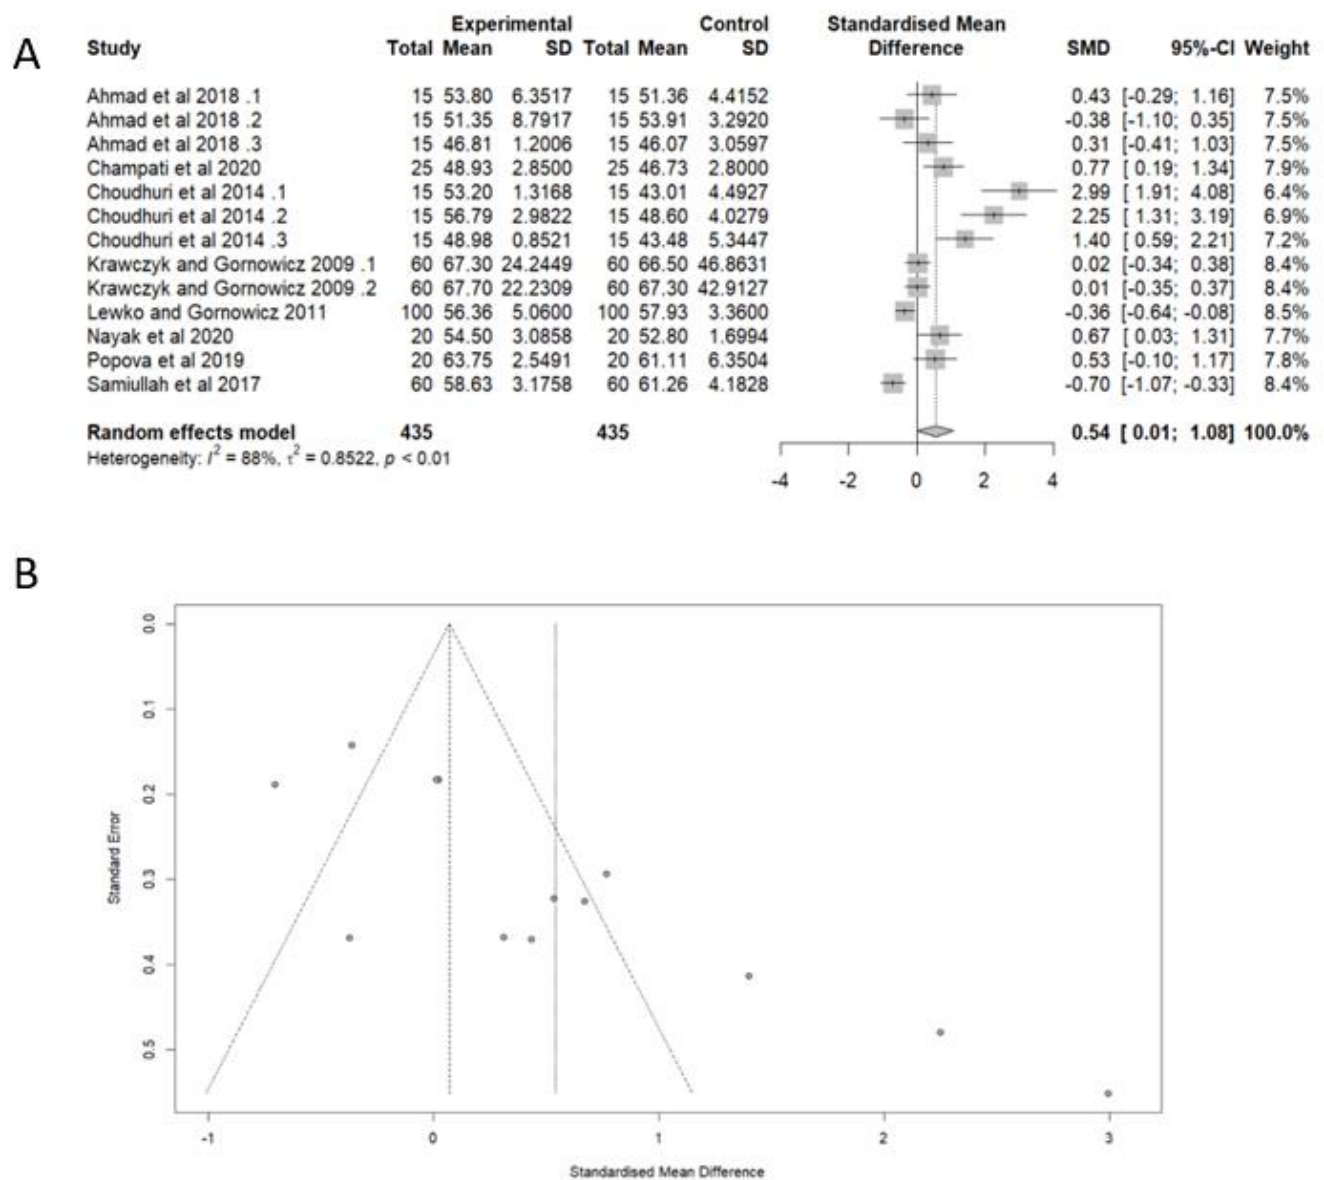 A
Experimental Control Standardised Mean
Study Total Mean SD Total Mean SD Difference SMD 95%-CI Weight
Ahmad et al 2018 .1 15 53.80 6.3517 15 51.36 4.4152 0.43 [-0.29; 1.16] 7.5%
Ahmad et al 2018 .2 15 51.35 8.7917 15 53.91 3.2920 -0.38 [-1.10; 0.35] 7.5%
Ahmad et al 2018 .3 15 46.81 1.2006 15 46.07 3.0597 0.31 [-0.41; 1.03] 7.5%
Champati et al 2020 25 48.93 2.8500 25 46.73 2.8000 0.77 [ 0.19; 1.34] 7.9%
Choudhuri et al 2014 .1 15 53.20 1.3168 15 43.01 4.4927 2.99 [ 1.91; 4.08] 6.4%
Choudhuri et al 2014 .2 15 56.79 2.9822 15 48.60 4.0279 2.25 [ 1.31; 3.19] 6.9%
Choudhuri et al 2014 .3 15 48.98 0.8521 15 43.48 5.3447 1.40 [ 0.59; 2.21] 7.2%
Krawczyk and Gornowicz 2009 .1 60 67.30 24.2449 60 66.50 46.8631 0.02 [-0.34; 0.38] 8.4%
Krawczyk and Gornowicz 2009 .2 60 67.70 22.2309 60 67.30 42.9127 0.01 [-0.35; 0.37] 8.4%
Lewko and Gornowicz 2011 100 56.36 5.0600 100 57.93 3.3600 -0.36 [-0.64; -0.08] 8.5%
Nayak et al 2020 20 54.50 3.0858 20 52.80 1.6994 0.67 [ 0.03; 1.31] 7.7%
Popova et al 2019 20 63.75 2.5491 20 61.11 6.3504 0.53 [-0.10; 1.17] 7.8%
Samiullah et al 2017 60 58.63 3.1758 60 61.26 4.1828 -0.70 [-1.07; -0.33] 8.4%
Random effects model 435 435 0.54 [ 0.01; 1.08] 100.0%
Heterogeneity: I² = 88%, τ² = 0.8522, p < 0.01
-4 -2 0 2 4
B
0.0
0.1
0.2
0.3
0.4
0.5
Standard Error
-1 0 1 2 3
Standardised Mean Difference